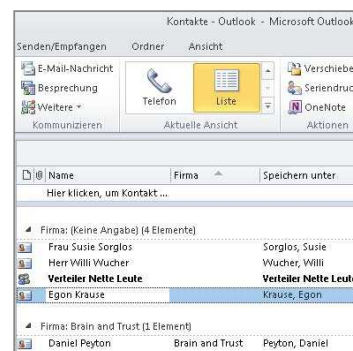 Kontakte - Outlook - Microsoft Outlook
Senden/Empfangen Ordner Ansicht
E-Mail-Nachricht
Besprechung
Weitere
Telefon Liste
Verschiebe
Seriendruc
OneNote
Kommunizieren Aktuelle Ansicht Aktionen
Name Firma Speichern unter
Hier klicken, um Kontakt ...
Firma: (Keine Angabe) (4 Elemente)
Frau Susie Sorglos Sorglos, Susie
Herr Willi Wucher Wucher, Willi
Verteiler Nette Leute Verteiler Nette Leut
Egon Krause Krause, Egon
Firma: Brain and Trust (1 Element)
Daniel Peyton Brain and Trust Peyton, Daniel